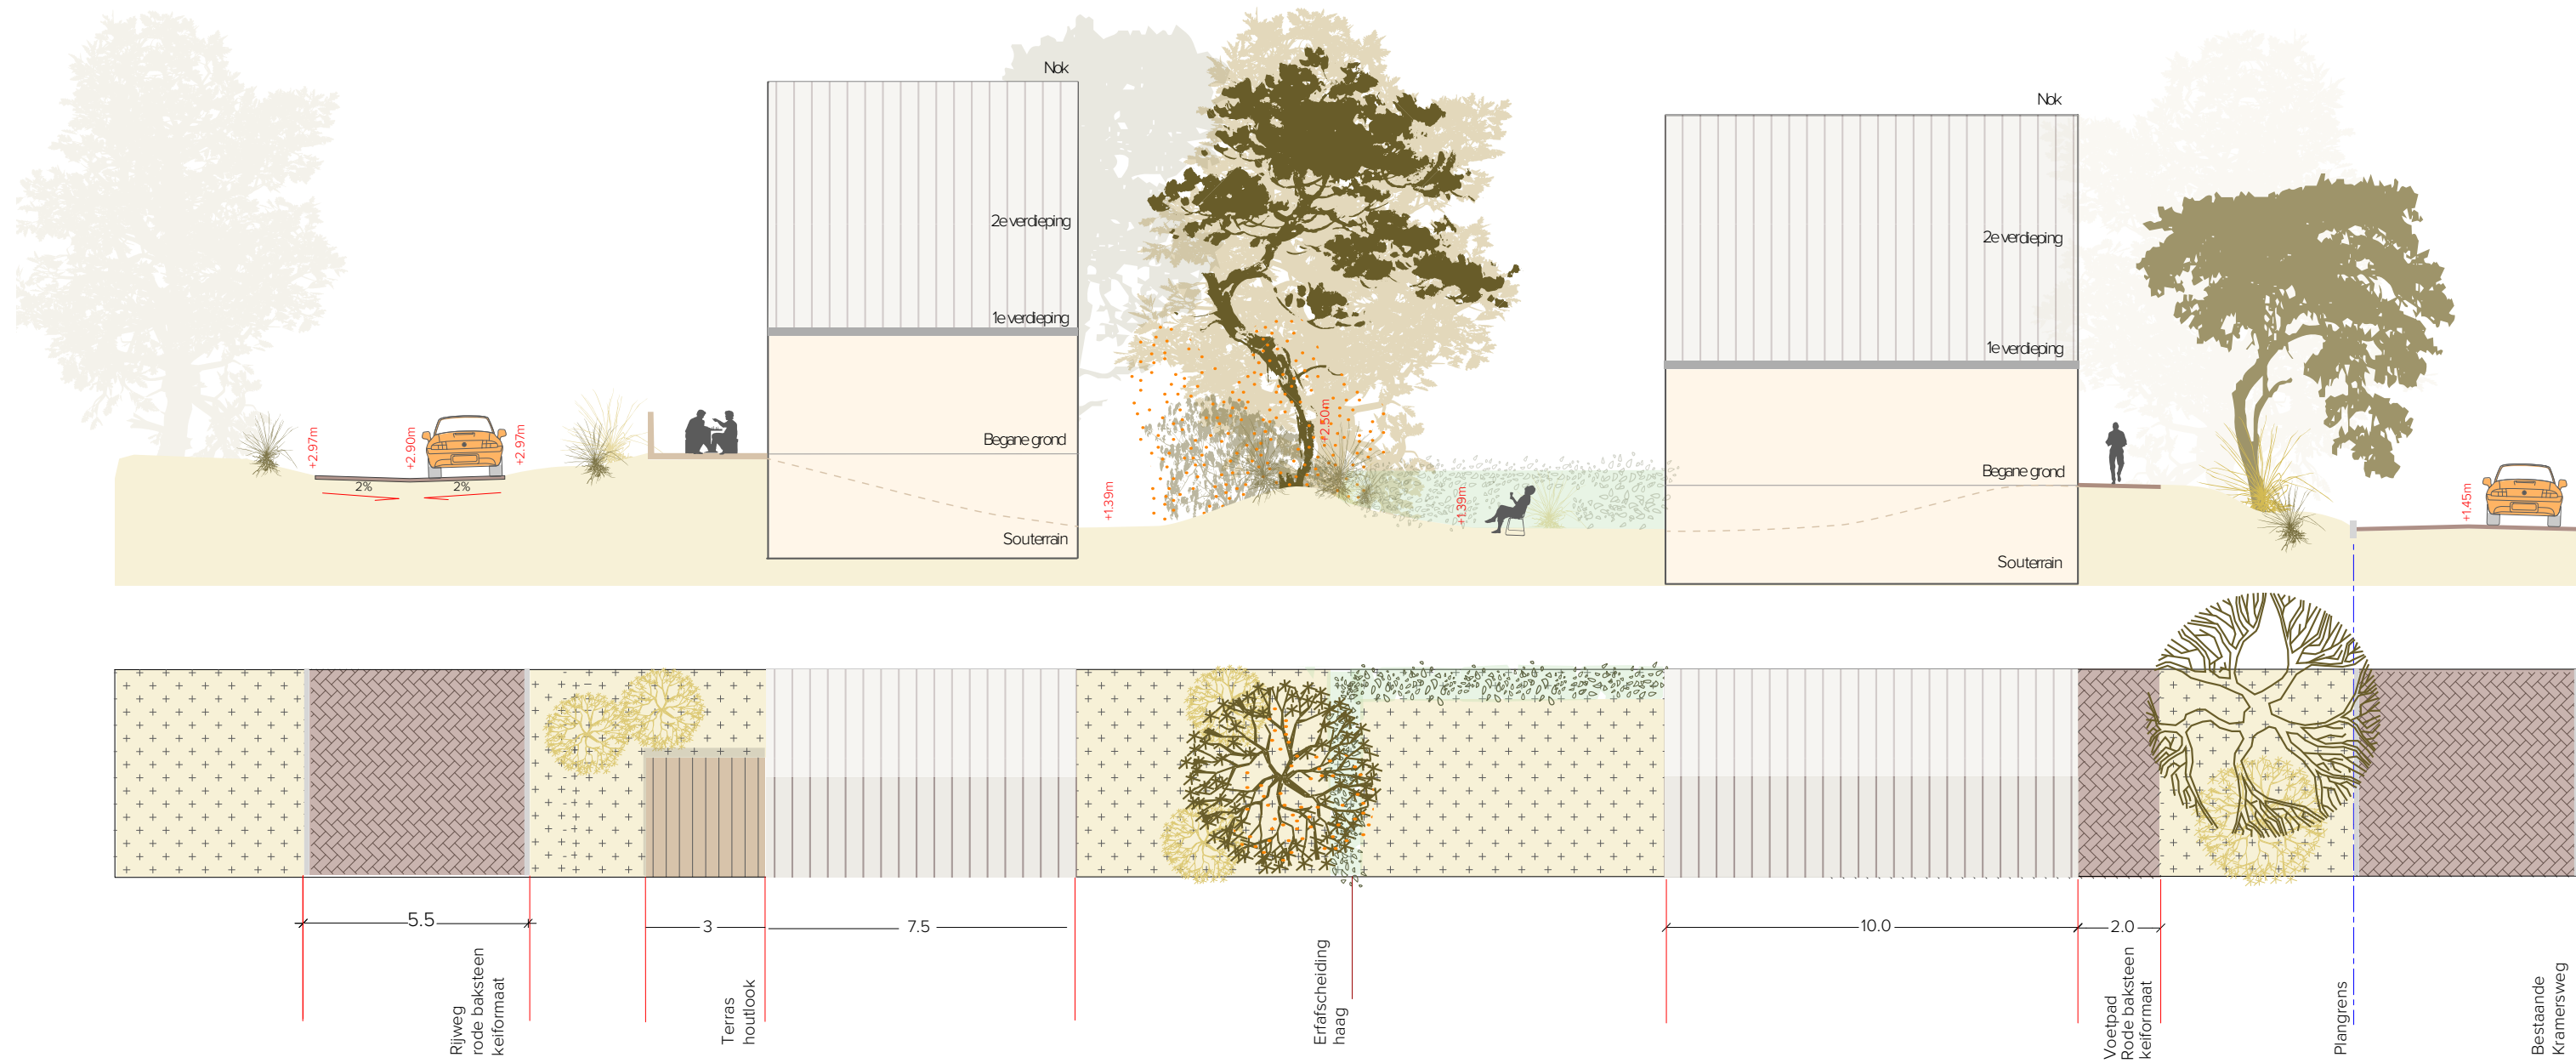 Nok
Nok
2e verdieping
2e verdieping
1e verdieping
1e verdieping
+2.97m
+2.90m
+2.97m
Begane grond
+2.50m
Begane grond
2%
2%
+1.39m
+1.39m
+1.45m
Souterrain
Souterrain
5.5
3
7.5
10.0
2.0
Rijweg
rode baksteen
keiformaat
Terras
houtlook
Erfafscheiding
haag
Voetpad
Rode baksteen
keiformaat
Plangrens
Bestaande
Kramersweg